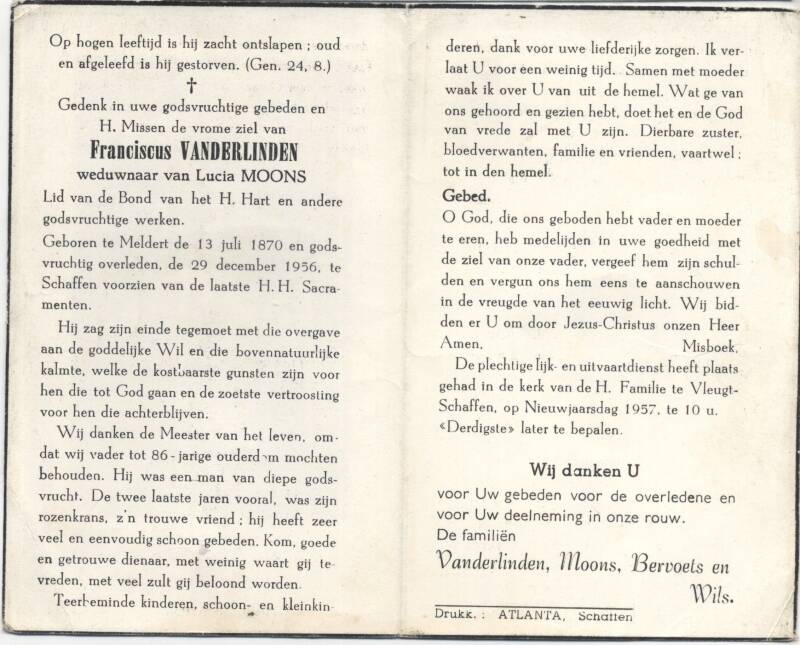 Op hogen leeftijd is hij zacht ontslapen ; oud
en afgeleefd is hij gestorven. (Gen. 24, 8.)
✝
Gedenk in uwe godsvruchtige gebeden en
H. Missen de vrome ziel van
Franciscus VANDERLINDEN
weduwnaar van Lucia MOONS
Lid van de Bond van het H. Hart en andere
godsvruchtige werken.
Geboren te Meldert de 13 juli 1870 en gods-
vruchtig overleden, de 29 december 1956, te
Schaffen voorzien van de laatste H. H. Sacra-
menten.
Hij zag zijn einde tegemoet met die overgave
aan de goddelijke Wil en die bovennatuurlijke
kalmte, welke de kostbaarste gunsten zijn voor
hen die tot God gaan en de zoetste vertroosting
voor hen die achterblijven.
Wij danken de Meester van het leven, om-
dat wij vader tot 86-jarige ouderdom mochten
behouden. Hij was een man van diepe gods-
vrucht. De twee laatste jaren vooral, was zijn
rozenkrans, z'n trouwe vriend ; hij heeft zeer
veel en eenvoudig schoon gebeden. Kom, goede
en getrouwe dienaar, met weinig waart gij te-
vreden, met veel zult gij beloond worden.
Teerbeminde kinderen, schoon- en kleinkin-
deren, dank voor uwe liefderijke zorgen. Ik ver-
laat U voor een weinig tijd. Samen met moeder
waak ik over U van uit de hemel. Wat ge van
ons gehoord en gezien hebt, doet het en de God
van vrede zal met U zijn. Dierbare zuster,
bloedverwanten, familie en vrienden, vaartwel ;
tot in den hemel.
Gebed.
O God, die ons geboden hebt vader en moeder
te eren, heb medelijden in uwe goedheid met
de ziel van onze vader, vergeef hem zijn schul-
den en vergun ons hem eens te aanschouwen
in de vreugde van het eeuwig licht. Wij bid-
den er U om door Jezus-Christus onzen Heer
Amen, Misboek,
De plechtige lijk- en uitvaartdienst heeft plaats
gehad in de kerk van de H. Familie te Vleugt-
Schaffen, op Nieuwjaarsdag 1957, te 10 u.
«Derdigste» later te bepalen.
Wij danken U
voor Uw gebeden voor de overledene en
voor Uw deelneming in onze rouw.
De familiën
Vanderlinden, Moons, Bervoets en
Wils.
Drukk. : ATLANTA, Schaffen